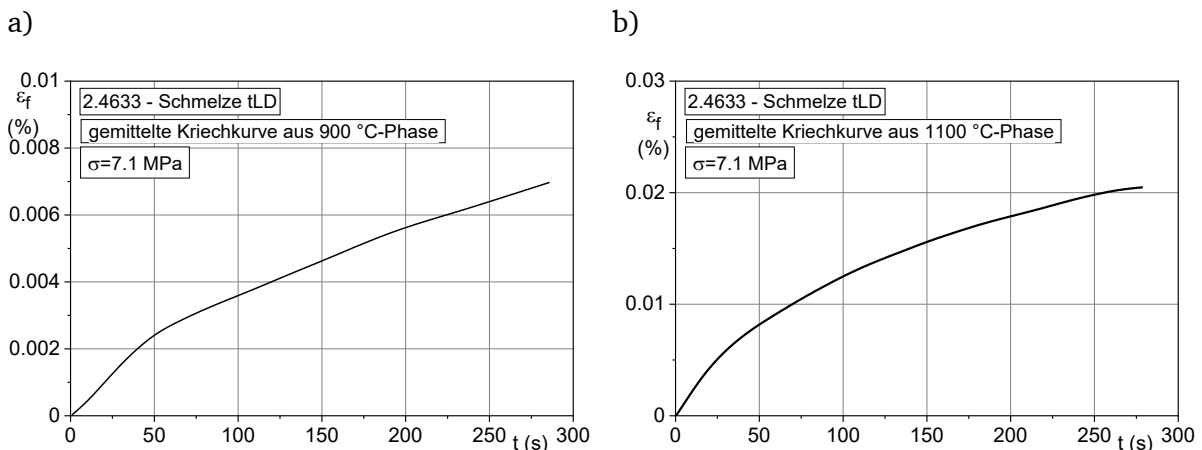 a)
0.01
εf
(%)
0.008
0.006
0.004
0.002
0
2.4633 - Schmelze tLD
gemittelte Kriechkurve aus 900 °C-Phase
σ=7.1 MPa
0 50 100 150 200 250 300
t (s)
b)
0.03
εf
(%)
0.02
0.01
0
2.4633 - Schmelze tLD
gemittelte Kriechkurve aus 1100 °C-Phase
σ=7.1 MPa
0 50 100 150 200 250 300
t (s)